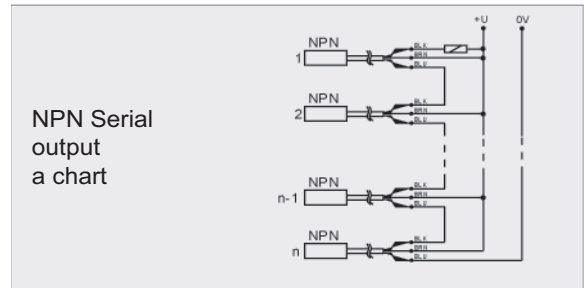 +U 0V
NPN
1
BLK
BRN
BLU
NPN
2
BLK
BRN
BLU
NPN Serial
output
a chart
NPN
n-1
BLK
BRN
BLU
NPN
n
BLK
BRN
BLU